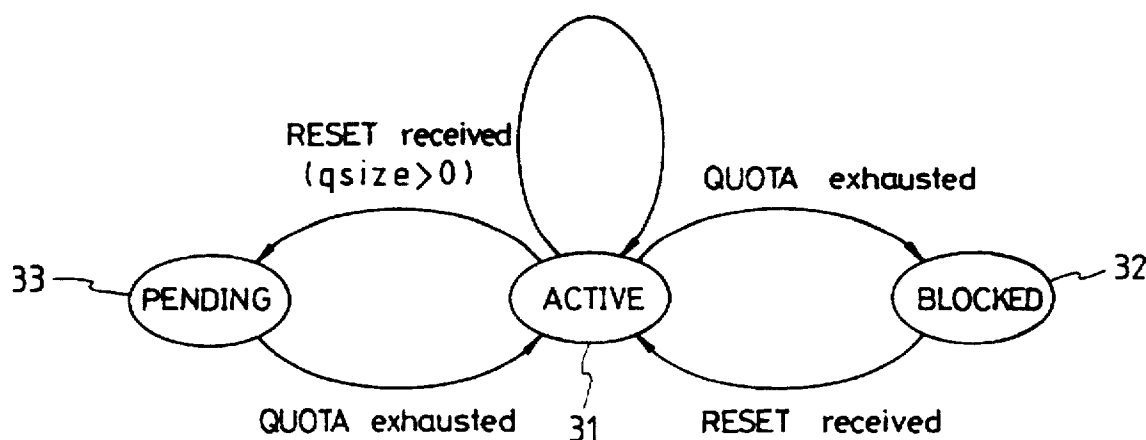 RESET received
(qsize>0)
QUOTA exhausted
33
PENDING
ACTIVE
BLOCKED
32
QUOTA exhausted
31
RESET received